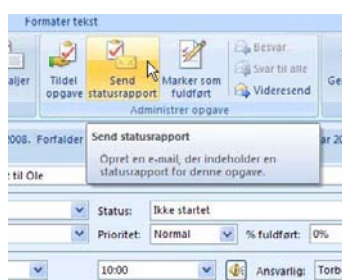 Formater tekst
Tildel opgave
Send statusrapport
Marker som fuldført
Besvar
Svar til alle
Videresend
Administrer opgave
2008. Forfalder
Send statusrapport
Opret en e-mail, der indeholder en
statusrapport for denne opgave.
til Ole
Status: Ikke startet
Prioritet: Normal % fuldført: 0%
10:00 Ansvarlig: Torb